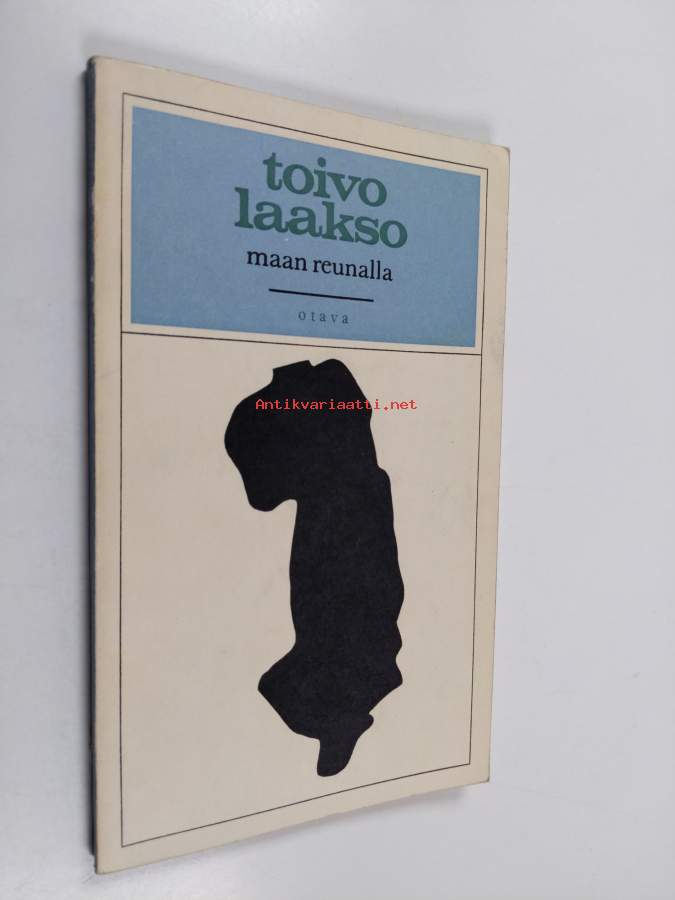 toivo
laakso
maan reunalla
otava
Antikvariaatti.net